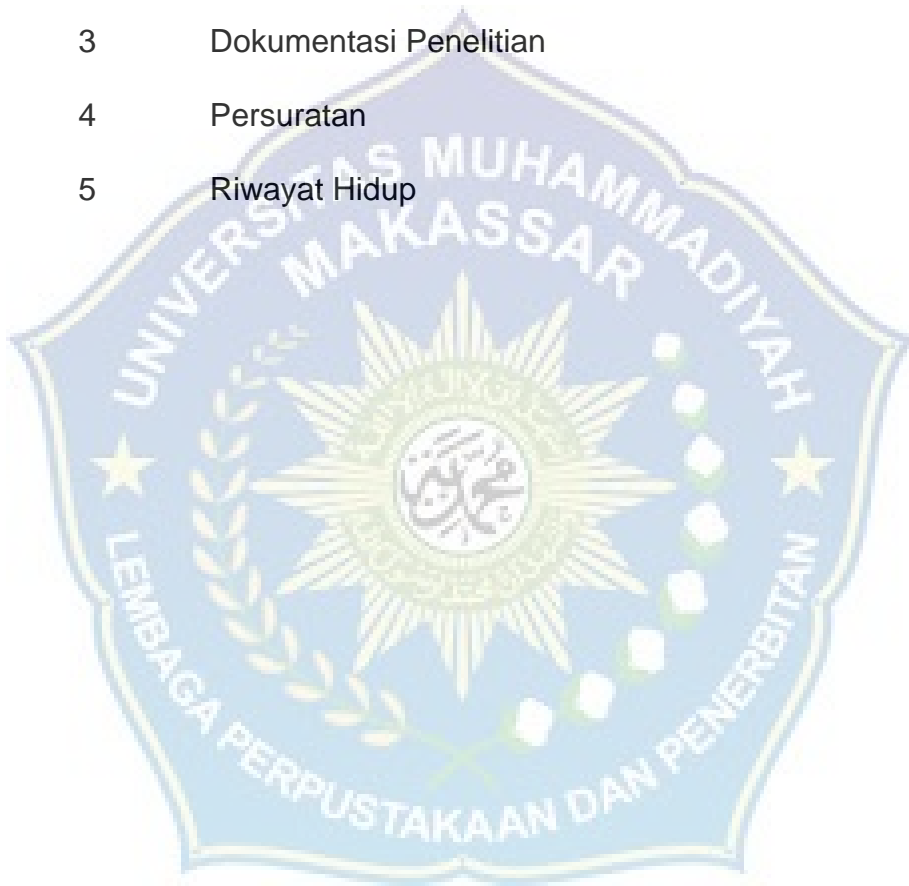 3 Dokumentasi Penelitian
4 Persuratan
5 Riwayat Hidup
UNIVERSITAS MUHAMMADIYAH
MAKASSAR
LEMBAGA PERPUSTAKAAN DAN PENERBITAN